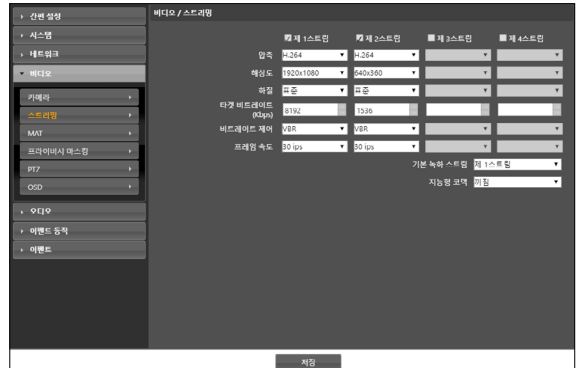 간편 설정
시스템
네트워크
비디오
카메라
스트리밍
MAT
프라이버시 마스킹
PTZ
OSD
오디오
이벤트 동작
이벤트
비디오 / 스트리밍
제 1스트림 제 2스트림 제 3스트림 제 4스트림
압축 H.264 H.264
해상도 1920x1080 640x360
화질 표준 표준
타겟 비트레이트
(Kbps) 8192 1536
비트레이트 제어 VBR VBR
프레임 속도 30 ips 30 ips
기본 녹화 스트림 제 1스트림
지능형 코덱 꺼짐
저장